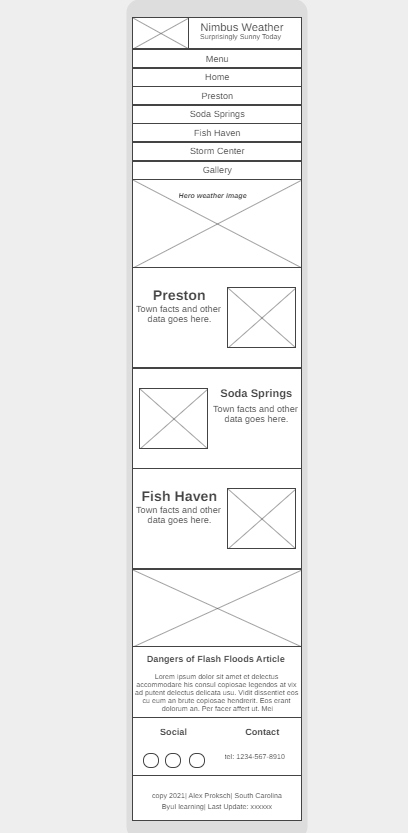 Nimbus Weather
Surprisingly Sunny Today
Menu
Home
Preston
Soda Springs
Fish Haven
Storm Center
Gallery
Hero weather image
Preston
Town facts and other
data goes here.
Soda Springs
Town facts and other
data goes here.
Fish Haven
Town facts and other
data goes here.
Dangers of Flash Floods Article
Lorem ipsum dolor sit amet et delectus
accommodare his consul copiosae legendos at vix
ad putent delectus delicata usu. Vidit dissentiet eos
cu eum an brute copiosae hendrerit. Eos erant
dolorum an. Per facer affert ut. Mei
Social
Contact
tel: 1234-567-8910
copy 2021| Alex Proksch| South Carolina
ByuI learning| Last Update: xxxxxx